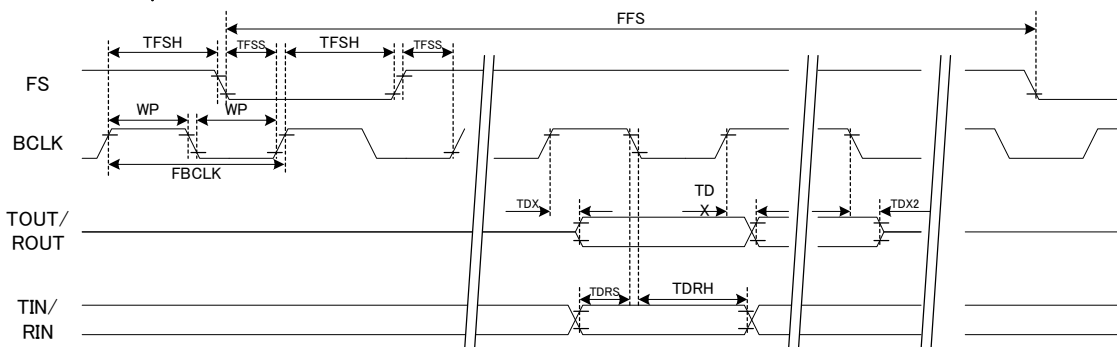 FFS
TFSH TFSS TFSH TFSS
FS
WP WP
BCLK
FBCLK
TDX TD
X TDX2
TOUT/
ROUT
TDRS TDRH
TIN/
RIN